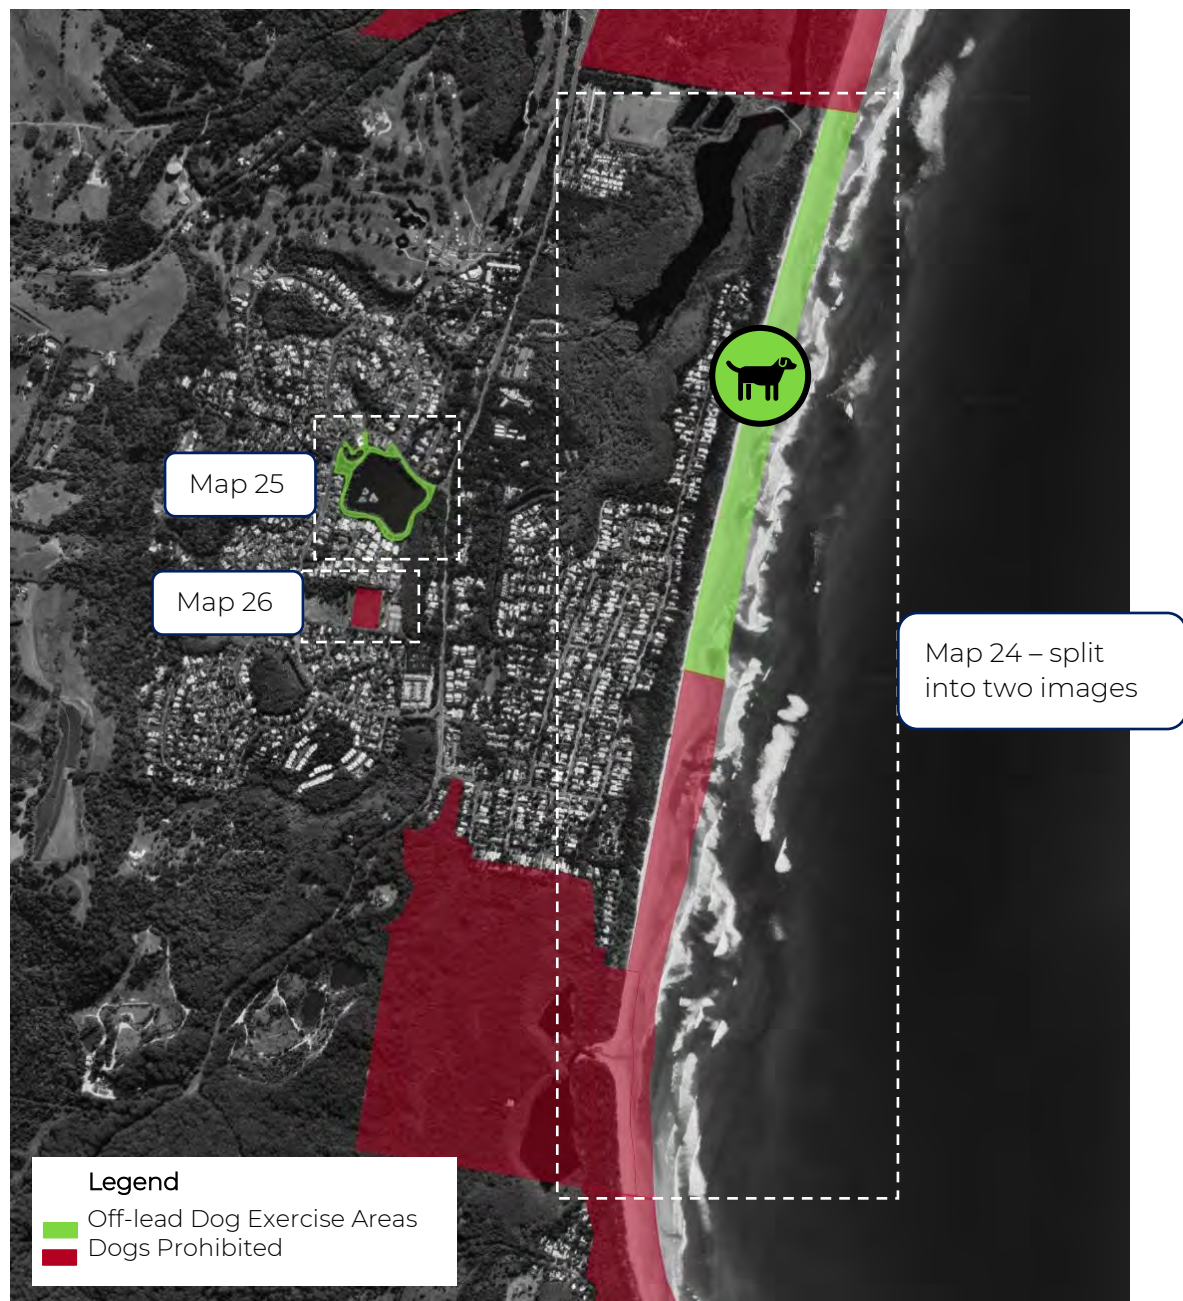 Map 25
Map 26
Map 24 – split
into two images
Legend
Off-lead Dog Exercise Areas
Dogs Prohibited